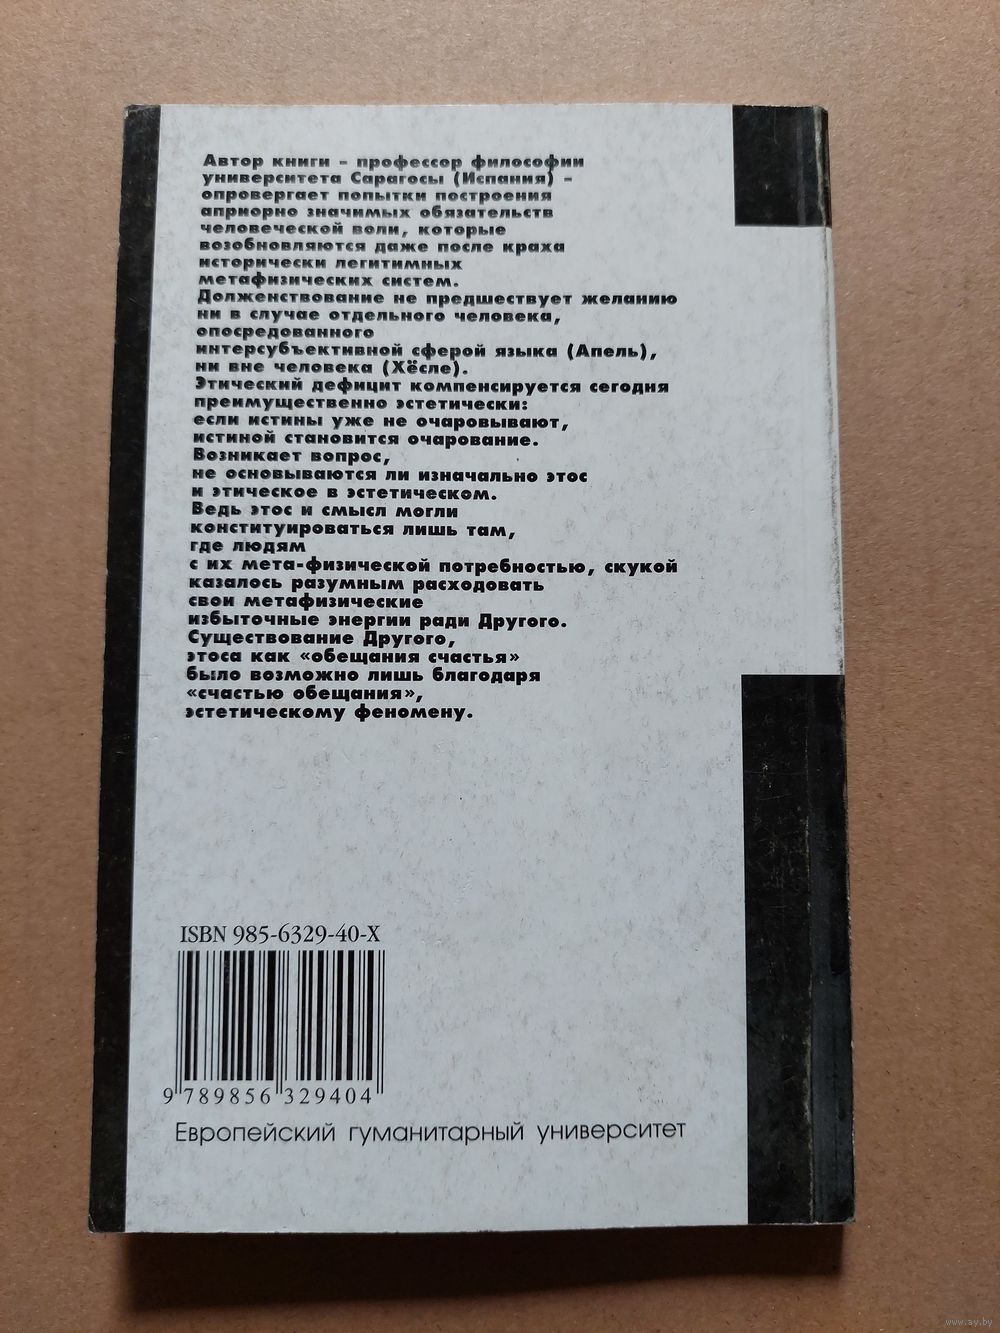 Автор книги – профессор философии
университета Сарагосы (Испания) –
опровергает попытки построения
априорно значимых обязательств
человеческой воли, которые
возобновляются даже после краха
исторически легитимных
метафизических систем.
Долженствование не предшествует желанию
ни в случае отдельного человека,
опосредованного
интерсубъективной сферой языка (Апель),
ни вне человека (Хёсле).
Этический дефицит компенсируется сегодня
преимущественно эстетически:
если истины уже не очаровывают,
истиной становится очарование.
Возникает вопрос,
не основываются ли изначально этос
и этическое в эстетическом.
Ведь этос и смысл могли
конституироваться лишь там,
где людям
с их мета-физической потребностью, скукой
казалось разумным расходовать
свои метафизические
избыточные энергии ради Другого.
Существование Другого,
этоса как «обещания счастья»
было возможно лишь благодаря
«счастью обещания»,
эстетическому феномену.
ISBN 985-6329-40-X
9 789856 329404
Европейский гуманитарный университет
www.ay.by